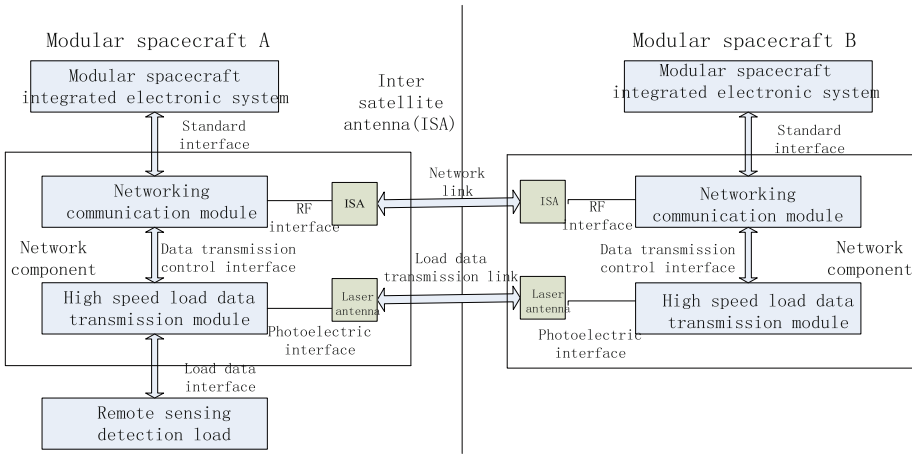 Modular spacecraft A
Modular spacecraft
integrated electronic system
Standard
interface
Inter
satellite
antenna(ISA)
Networking
communication module
RF
interface
ISA
Network
link
Network
component
Data transmission
control interface
High speed load data
transmission module
Laser
antenna
Photoelectric
interface
Load data
transmission link
Load data
interface
Remote sensing
detection load
Modular spacecraft B
Modular spacecraft
integrated electronic system
Standard
interface
ISA
RF
interface
Networking
communication module
Data transmission
control interface
Network
component
Laser
antenna
Photoelectric
interface
High speed load data
transmission module